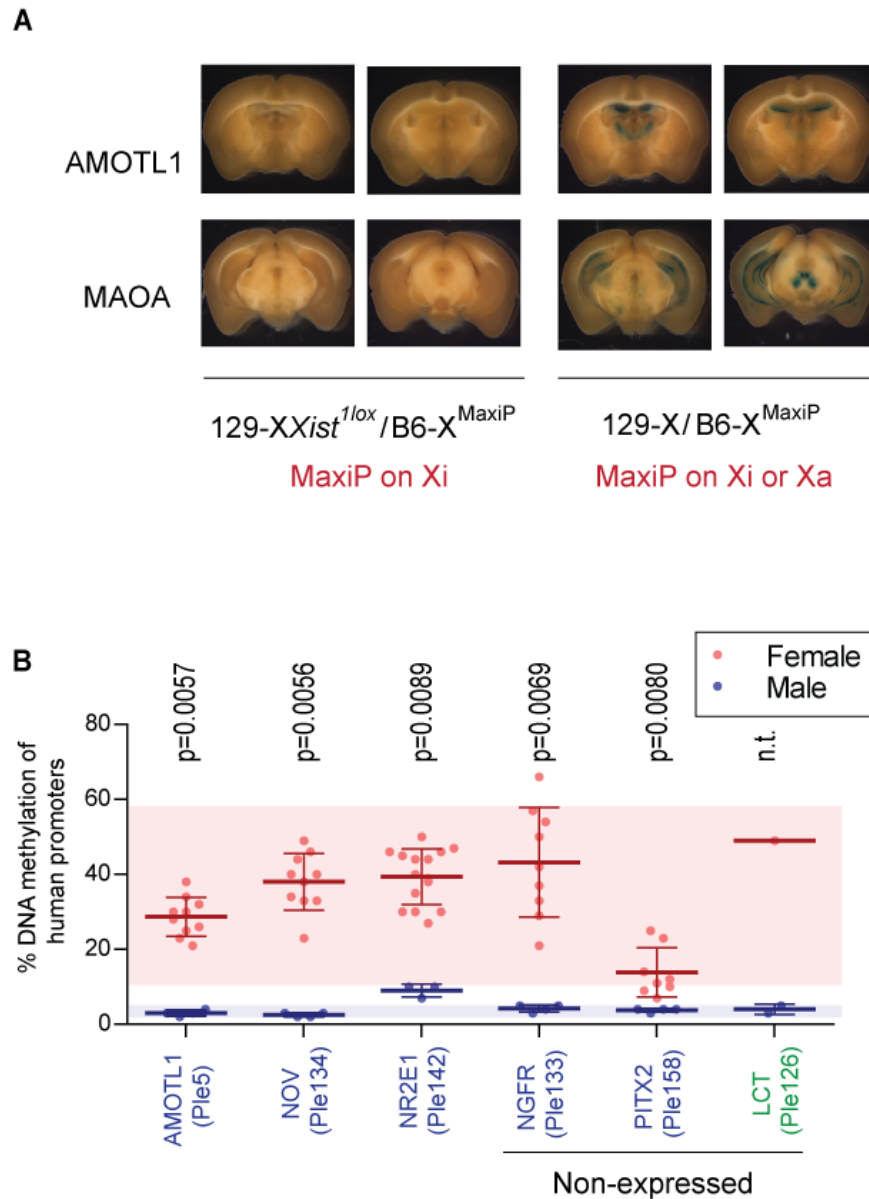 A
AMOTL1
MAOA
129-XXist1lox/B6-XMaxiP
MaxiP on Xi
129-X/B6-XMaxiP
MaxiP on Xi or Xa
B
p=0.0057
p=0.0056
p=0.0089
p=0.0069
p=0.0080
n.t.
Female
Male
% DNA methylation of
human promoters
80
60
40
20
0
AMOTL1
(Ple5)
NOV
(Ple134)
NR2E1
(Ple142)
NGFR
(Ple133)
PITX2
(Ple158)
LCT
(Ple126)
Non-expressed